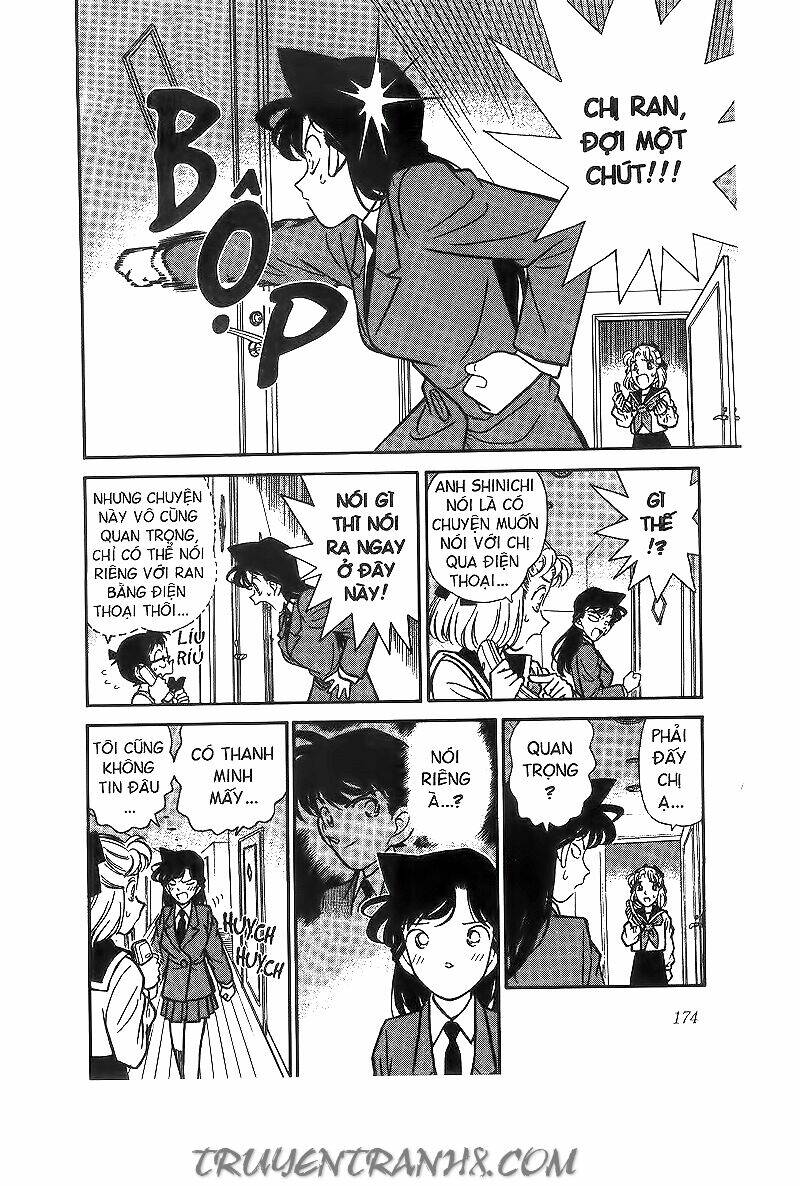 CHỊ RAN,
ĐỢI MỘT
CHÚT!!!
BỘP
GÌ
THẾ
!?
ANH SHINICHI
NÓI LÀ CÓ
CHUYỆN MUỐN
NÓI VỚI CHỊ
QUA ĐIỆN
THOẠI...
NÓI GÌ
THÌ NÓI
RA NGAY
Ở ĐÂY
NÀY!
NHƯNG CHUYỆN
NÀY VÔ CÙNG
QUAN TRỌNG,
CHỈ CÓ THỂ NÓI
RIÊNG VỚI RAN
BẰNG ĐIỆN
THOẠI THÔI...
LÍU
RÍU
PHẢI
ĐẤY
CHỊ
Ạ...
QUAN
TRỌNG
?
NÓI
RIÊNG
À...?
CÓ THANH
MINH
MẤY...
TÔI CŨNG
KHÔNG
TIN ĐÂU
...
HUỴCH
HUỴCH
174
TRUYENTRANH8.COM